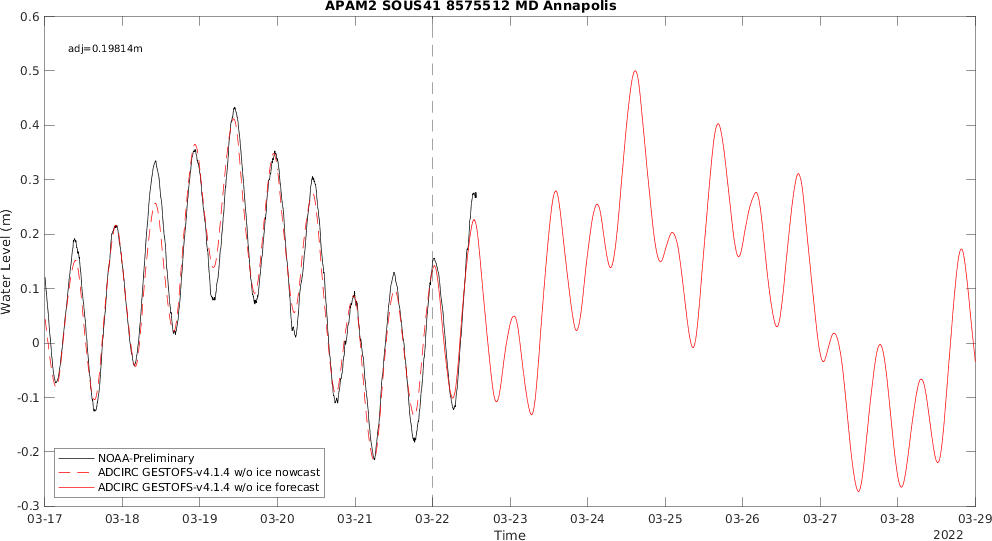 APAM2 SOUS41 8575512 MD Annapolis
0.6
adj=0.19814m
0.5
0.4
0.3
0.2
0.1
0
-0.1
-0.2
-0.3
Water Level (m)
NOAA-Preliminary
ADCIRC GESTOFS-v4.1.4 w/o ice nowcast
ADCIRC GESTOFS-v4.1.4 w/o ice forecast
03-17 03-18 03-19 03-20 03-21 03-22 03-23 03-24 03-25 03-26 03-27 03-28 03-29
Time
2022